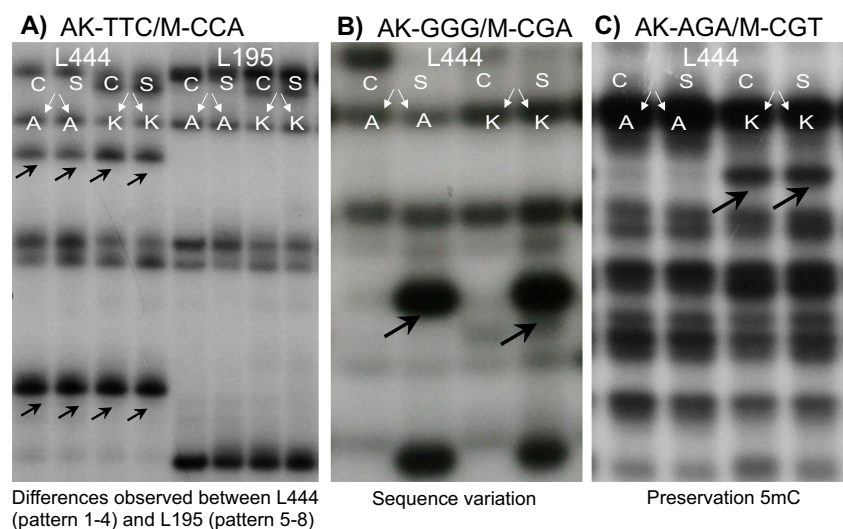 A) AK-TTC/M-CCA
B) AK-GGG/M-CGA
C) AK-AGA/M-CGT
L444 L195
C S C S C S C S
A A K K A A K K
L444
C S C S
A A K K
L444
C S C S
A A K K
Differences observed between L444
(pattern 1-4) and L195 (pattern 5-8)
Sequence variation
Preservation 5mC